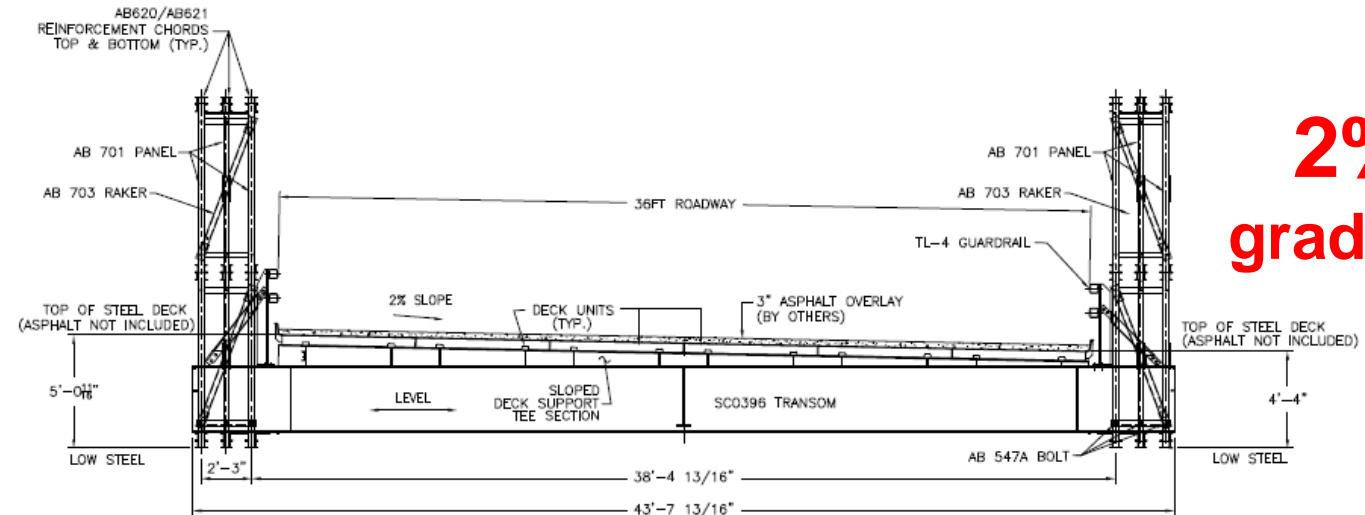 AB620/AB621
REINFORCEMENT CHORDS
TOP & BOTTOM (TYP.)
AB 701 PANEL
AB 703 RAKER
36FT ROADWAY
AB 701 PANEL
AB 703 RAKER
2%
grad
TL-4 GUARDRAIL
TOP OF STEEL DECK
(ASPHALT NOT INCLUDED)
2% SLOPE
DECK UNITS
(TYP.)
3" ASPHALT OVERLAY
(BY OTHERS)
TOP OF STEEL DECK
(ASPHALT NOT INCLUDED)
5'-0 11/16"
LEVEL
SLOPED
DECK SUPPORT
TEE SECTION
SC0396 TRANSOM
4'-4"
LOW STEEL
2'-3"
38'-4 13/16"
AB 547A BOLT
LOW STEEL
43'-7 13/16"